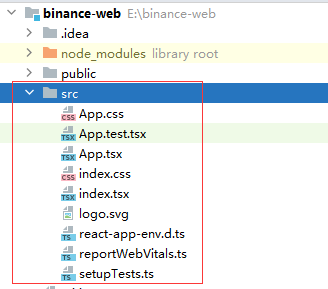 binance-web E:\binance-web
.idea
node_modules library root
public
src
CSS App.css
TSX App.test.tsx
TSX App.tsx
CSS index.css
TSX index.tsx
logo.svg
TS react-app-env.d.ts
TS reportWebVitals.ts
TS setupTests.ts